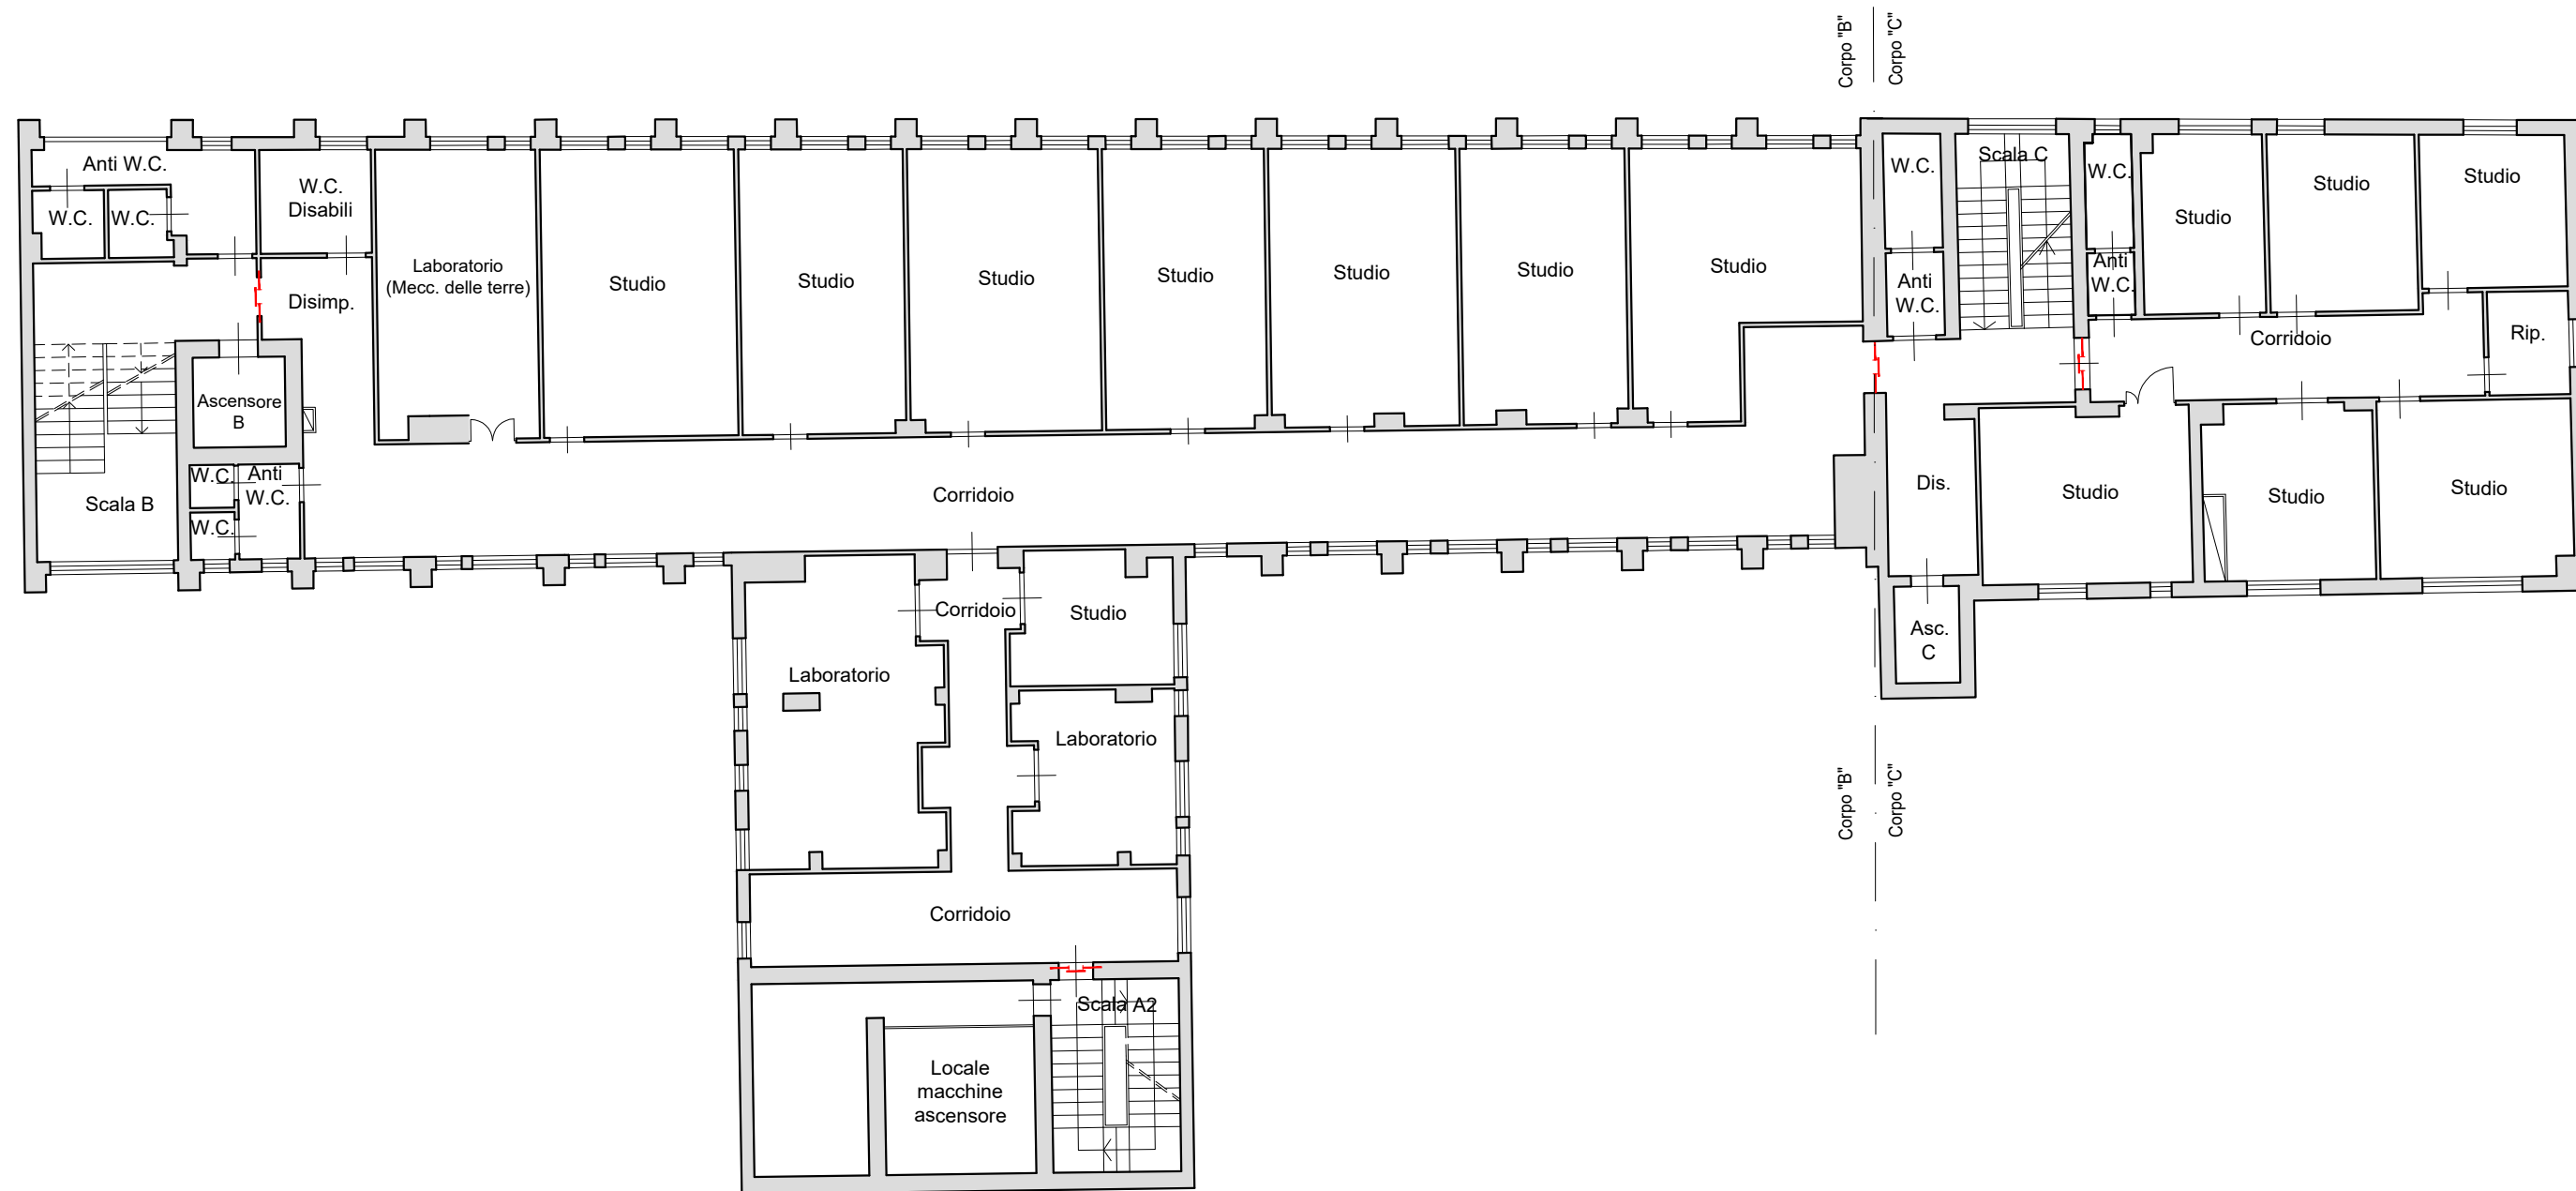 Corpo "B"
Corpo "C"
Anti W.C.
W.C.
W.C.
W.C.
Disabili
Disimp.
Laboratorio
(Mecc. delle terre)
Studio
Studio
Studio
Studio
Studio
Studio
Studio
W.C.
Anti
W.C.
Scala C
W.C.
Anti
W.C.
Studio
Studio
Studio
Corridoio
Rip.
Ascensore
B
Scala B
W.C.
Anti
W.C.
W.C.
Corridoio
Dis.
Studio
Studio
Studio
Asc.
C
Corridoio
Studio
Laboratorio
Laboratorio
Corpo "B"
Corpo "C"
Corridoio
Scala A2
Locale
macchine
ascensore